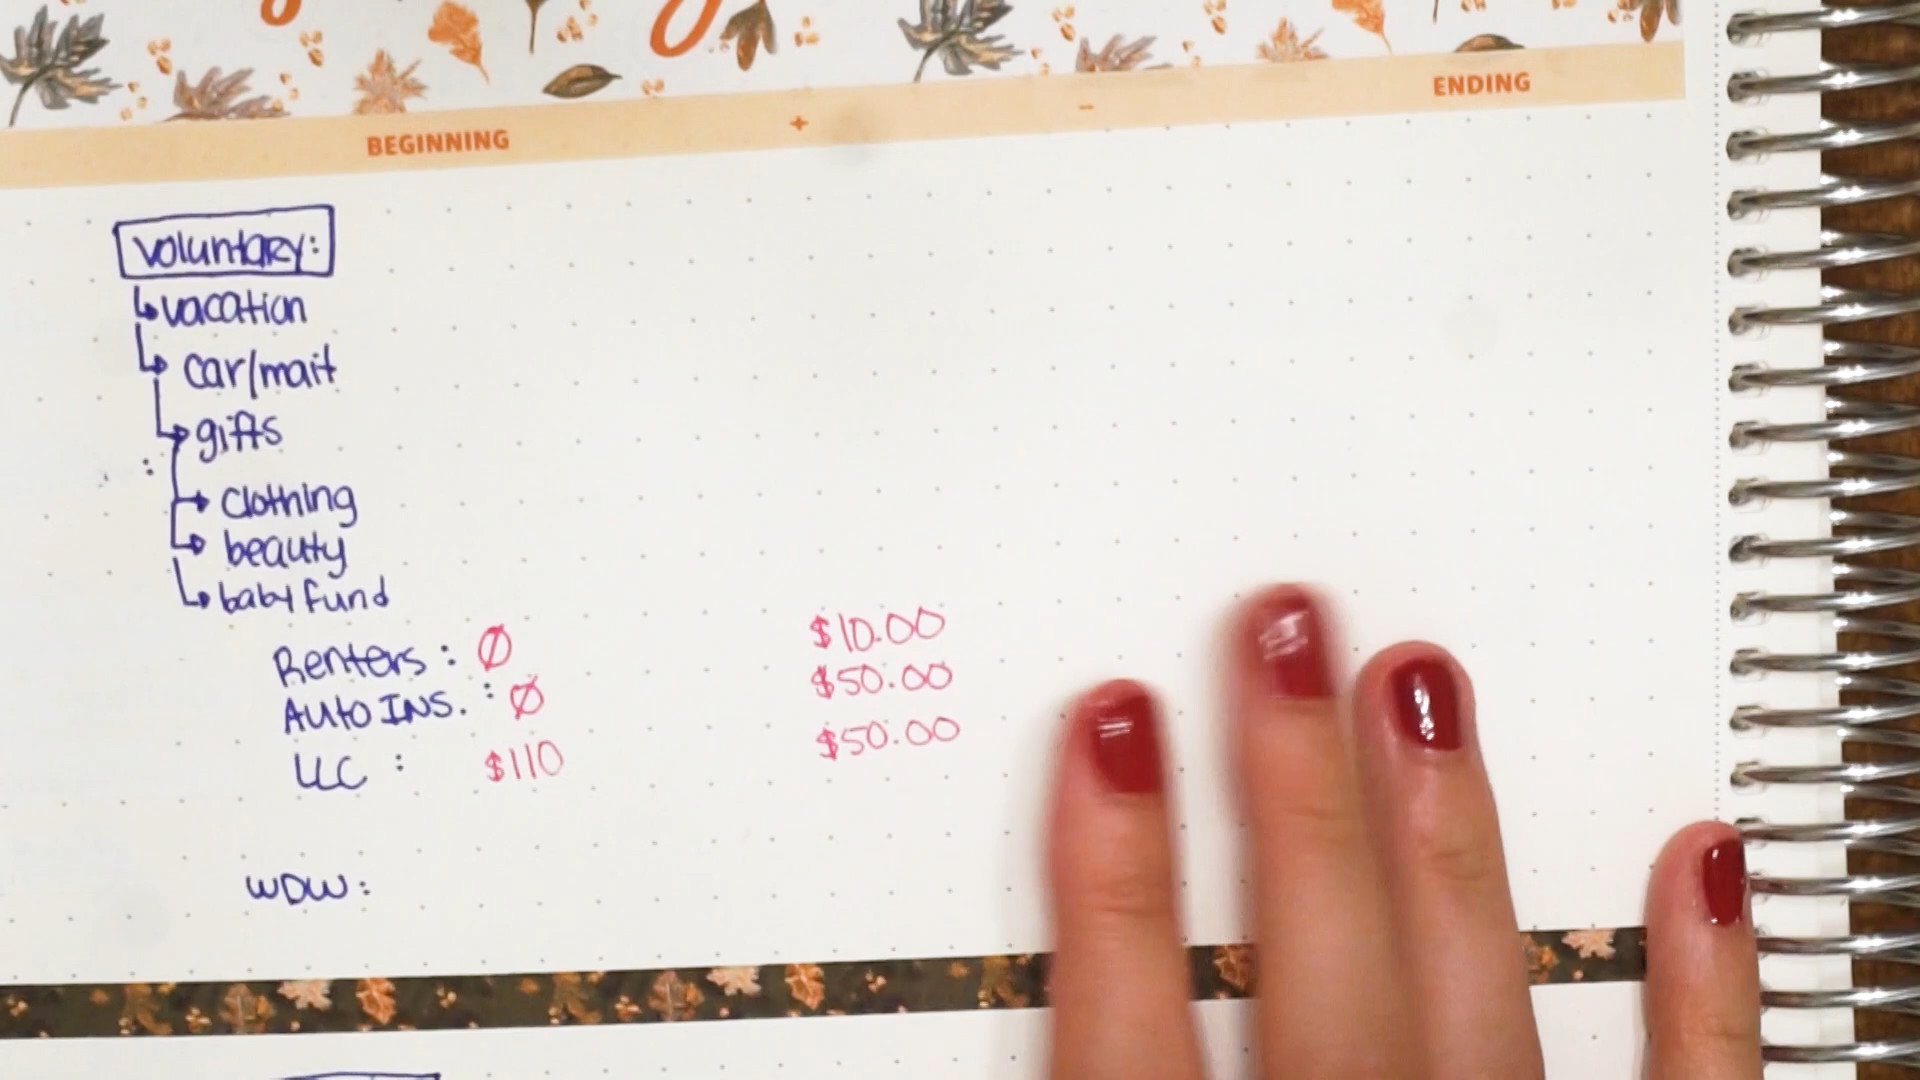 BEGINNING + - ENDING
Voluntary:
↳vacation
↳car/mait
↳gifts
:
→clothing
↳beauty
↳baby fund
Renters: Ø $10.00
Auto INS.: Ø $50.00
LLC: $110 $50.00
WDW: